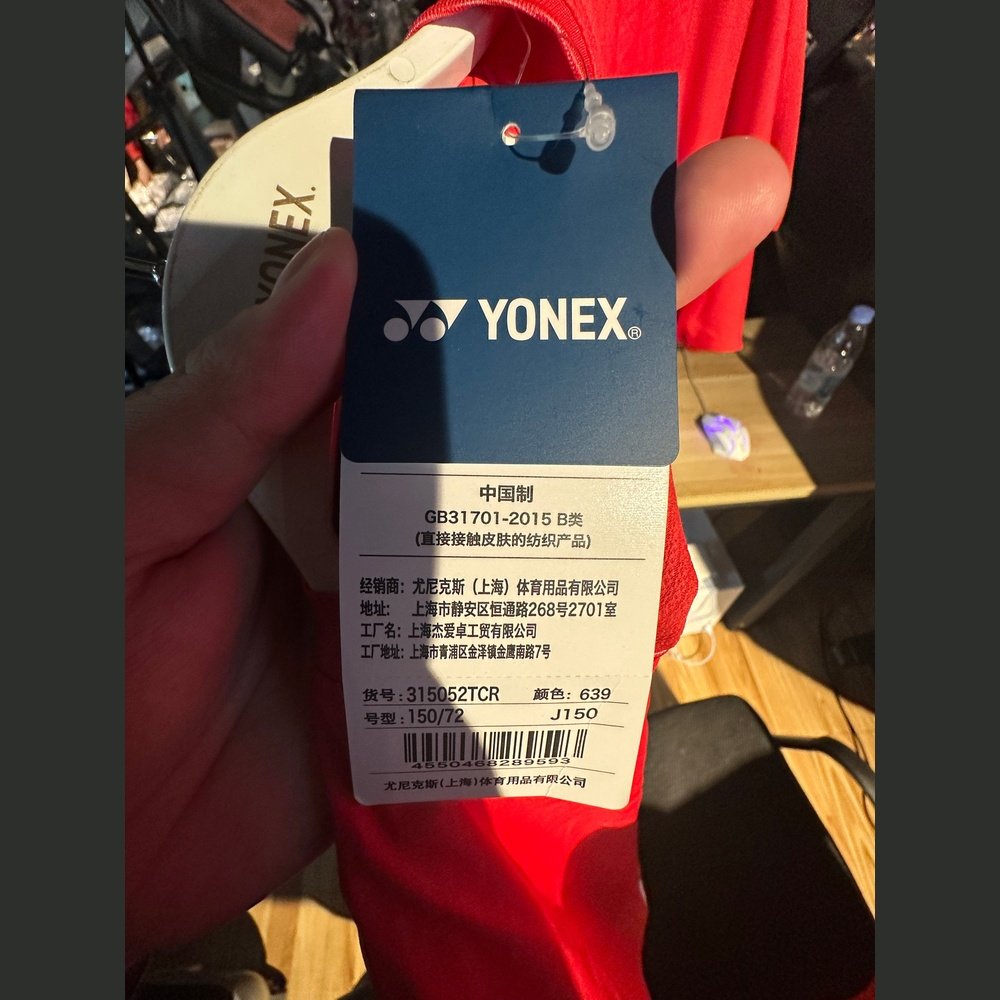 YONEX.
YONEX®
中国制
GB31701-2015 B类
(直接接触皮肤的纺织产品)
经销商：尤尼克斯（上海）体育用品有限公司
地址： 上海市静安区恒通路268号2701室
工厂名：上海杰爱卓工贸有限公司
工厂地址：上海市青浦区金泽镇金鹰南路7号
货号：315052TCR 颜色：639
号型：150/72 J150
4550468289593
尤尼克斯(上海)体育用品有限公司